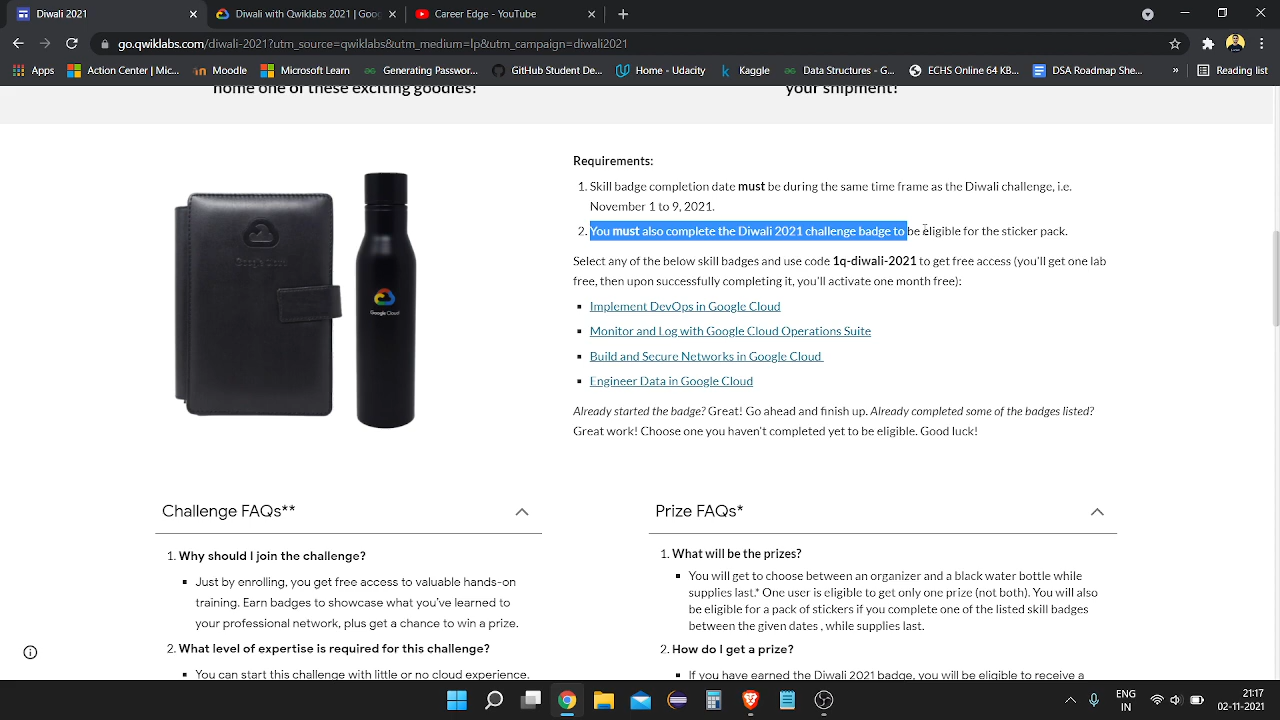 Diwali 2021
Diwali with Qwiklabs 2021 | Goog
Career Edge - YouTube
go.qwiklabs.com/diwali-2021?utm_source=qwiklabs&utm_medium=lp&utm_campaign=diwali2021
Apps
Action Center | Mic...
Moodle
Microsoft Learn
Generating Passwor...
GitHub Student De...
Home - Udacity
Kaggle
Data Structures - G...
ECHS Online 64 KB...
DSA Roadmap She...
»
Reading list
home one of these exciting goodies!
your shipment!
Google Cloud
Requirements:
1. Skill badge completion date must be during the same time frame as the Diwali challenge, i.e.
November 1 to 9, 2021.
2. You must also complete the Diwali 2021 challenge badge to be eligible for the sticker pack.
Select any of the below skill badges and use code 1q-diwali-2021 to get free access (you'll get one lab
free, then upon successfully completing it, you'll activate one month free):
▪ Implement DevOps in Google Cloud
▪ Monitor and Log with Google Cloud Operations Suite
▪ Build and Secure Networks in Google Cloud
▪ Engineer Data in Google Cloud
Already started the badge? Great! Go ahead and finish up. Already completed some of the badges listed?
Great work! Choose one you haven't completed yet to be eligible. Good luck!
Challenge FAQs**
1. Why should I join the challenge?
▪ Just by enrolling, you get free access to valuable hands-on
training. Earn badges to showcase what you've learned to
your professional network, plus get a chance to win a prize.
2. What level of expertise is required for this challenge?
▪ You can start this challenge with little or no cloud experience.
Prize FAQs*
1. What will be the prizes?
▪ You will get to choose between an organizer and a black water bottle while
supplies last.* One user is eligible to get only one prize (not both). You will also
be eligible for a pack of stickers if you complete one of the listed skill badges
between the given dates , while supplies last.
2. How do I get a prize?
▪ If you have earned the Diwali 2021 badge, you will be eligible to receive a
ENG
IN
21:17
02-11-2021